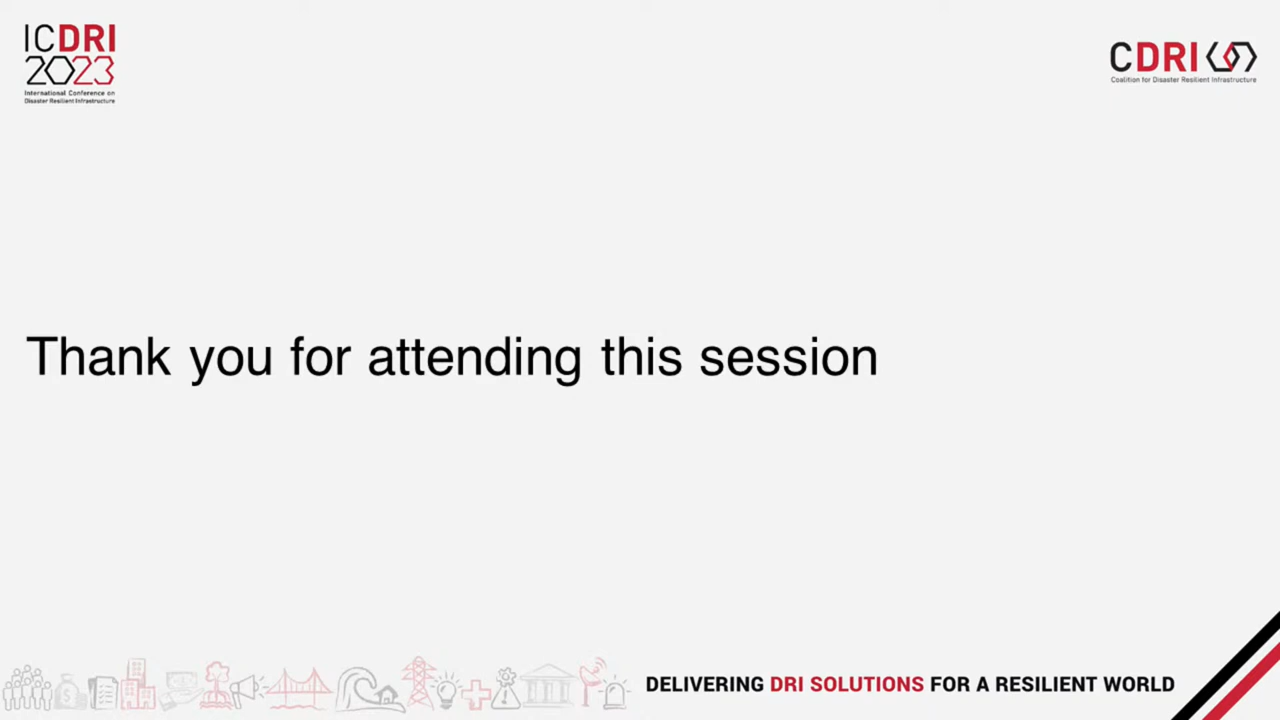 ICDRI
2023
International Conference on
Disaster Resilient Infrastructure
CDRI
Coalition for Disaster Resilient Infrastructure
Thank you for attending this session
DELIVERING DRI SOLUTIONS FOR A RESILIENT WORLD